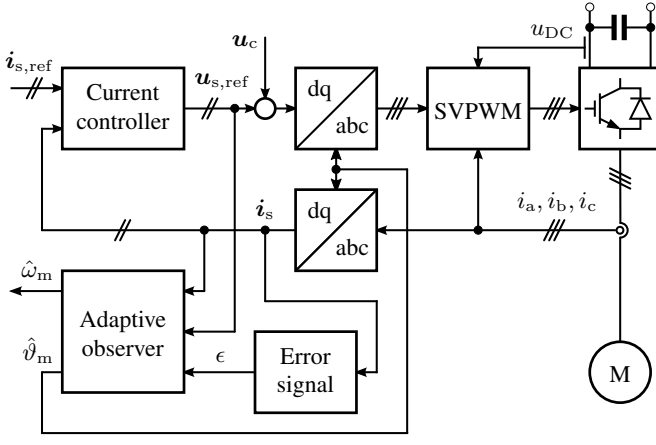 u_c
u_DC
i_s,ref
u_s,ref
Current
controller
dq
abc
SVPWM
i_s
dq
abc
i_a, i_b, i_c
ω̂_m
Adaptive
observer
ϑ̂_m
ϵ
Error
signal
M